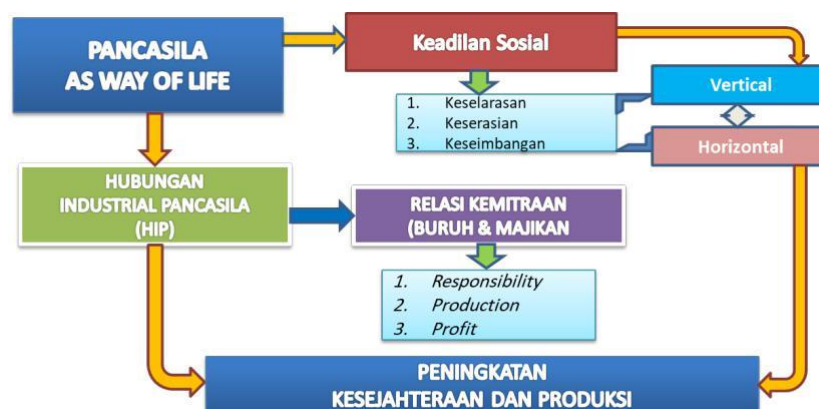 PANCASILA
AS WAY OF LIFE
Keadilan Sosial
1. Keselarasan
2. Keserasian
3. Keseimbangan
Vertical
Horizontal
HUBUNGAN
INDUSTRIAL PANCASILA
(HIP)
RELASI KEMITRAAN
(BURUH & MAJIKAN
1. Responsibility
2. Production
3. Profit
PENINGKATAN
KESEJAHTERAAN DAN PRODUKSI